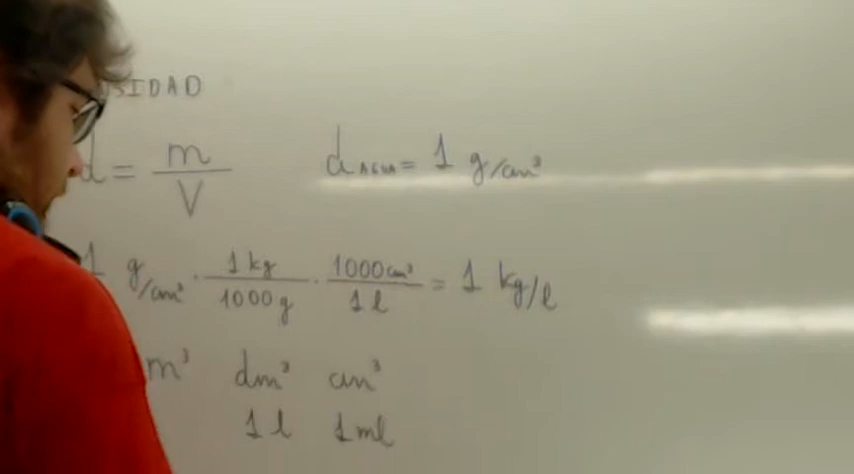 SIDAD
d = m/V d AGUA = 1 g/cm³
1 g/cm³ · 1 kg/1000 g · 1000 cm³/1 l = 1 kg/l
m³ dm³ cm³
1 l 1 ml